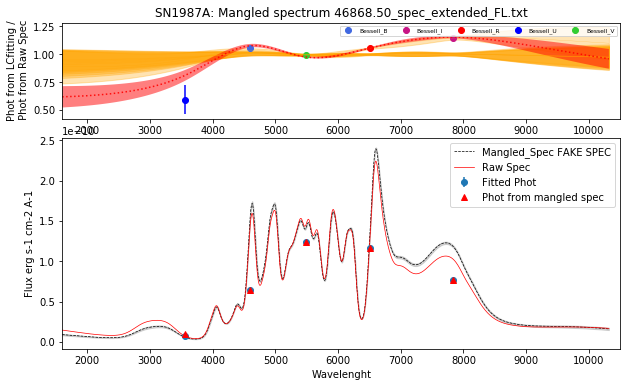 SN1987A: Mangled spectrum 46868.50_spec_extended_FL.txt
Phot from LCfitting /
Phot from Raw Spec
1.25
1.00
0.75
0.50
Bessell_B Bessell_I Bessell_R Bessell_U Bessell_V
2000 3000 4000 5000 6000 7000 8000 9000 10000
Flux erg s-1 cm-2 A-1
2.5
2.0
1.5
1.0
0.5
0.0
Mangled_Spec FAKE SPEC
Raw Spec
Fitted Phot
Phot from mangled spec
2000 3000 4000 5000 6000 7000 8000 9000 10000
Wavelenght